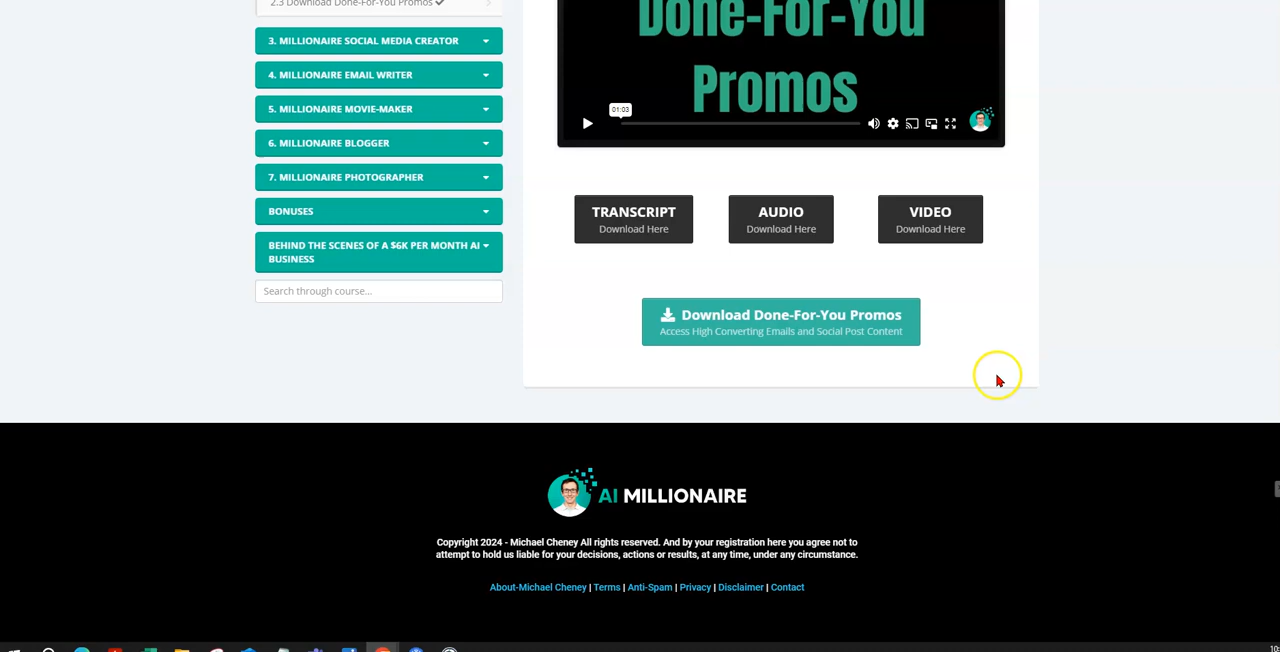 2.3 Download Done-For-You Promos
3. MILLIONAIRE SOCIAL MEDIA CREATOR
4. MILLIONAIRE EMAIL WRITER
5. MILLIONAIRE MOVIE-MAKER
6. MILLIONAIRE BLOGGER
7. MILLIONAIRE PHOTOGRAPHER
BONUSES
BEHIND THE SCENES OF A $6K PER MONTH AI
BUSINESS
Search through course...
Done-For-You
Promos
01:03
TRANSCRIPT
Download Here
AUDIO
Download Here
VIDEO
Download Here
Download Done-For-You Promos
Access High Converting Emails and Social Post Content
AI MILLIONAIRE
Copyright 2024 - Michael Cheney All rights reserved. And by your registration here you agree not to
attempt to hold us liable for your decisions, actions or results, at any time, under any circumstance.
About-Michael Cheney | Terms | Anti-Spam | Privacy | Disclaimer | Contact